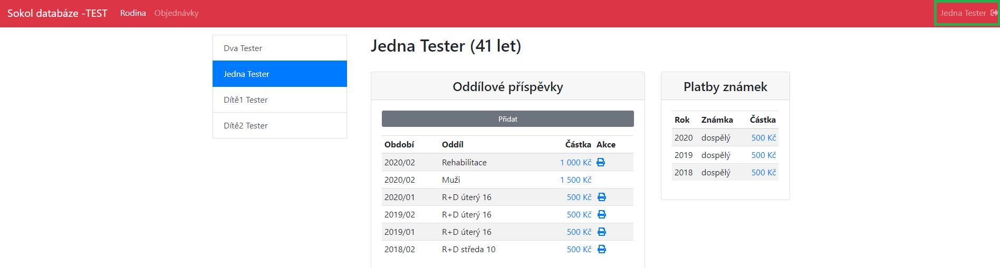 Sokol databáze -TEST Rodina Objednávky Jedna Tester
Dva Tester
Jedna Tester
Dítě1 Tester
Dítě2 Tester
Jedna Tester (41 let)
Oddílové příspěvky
Přidat
Období Oddíl Částka Akce
2020/02 Rehabilitace 1 000 Kč
2020/02 Muži 1 500 Kč
2020/01 R+D úterý 16 500 Kč
2019/02 R+D úterý 16 500 Kč
2019/01 R+D úterý 16 500 Kč
2018/02 R+D středa 10 500 Kč
Platby známek
Rok Známka Částka
2020 dospělý 500 Kč
2019 dospělý 500 Kč
2018 dospělý 500 Kč